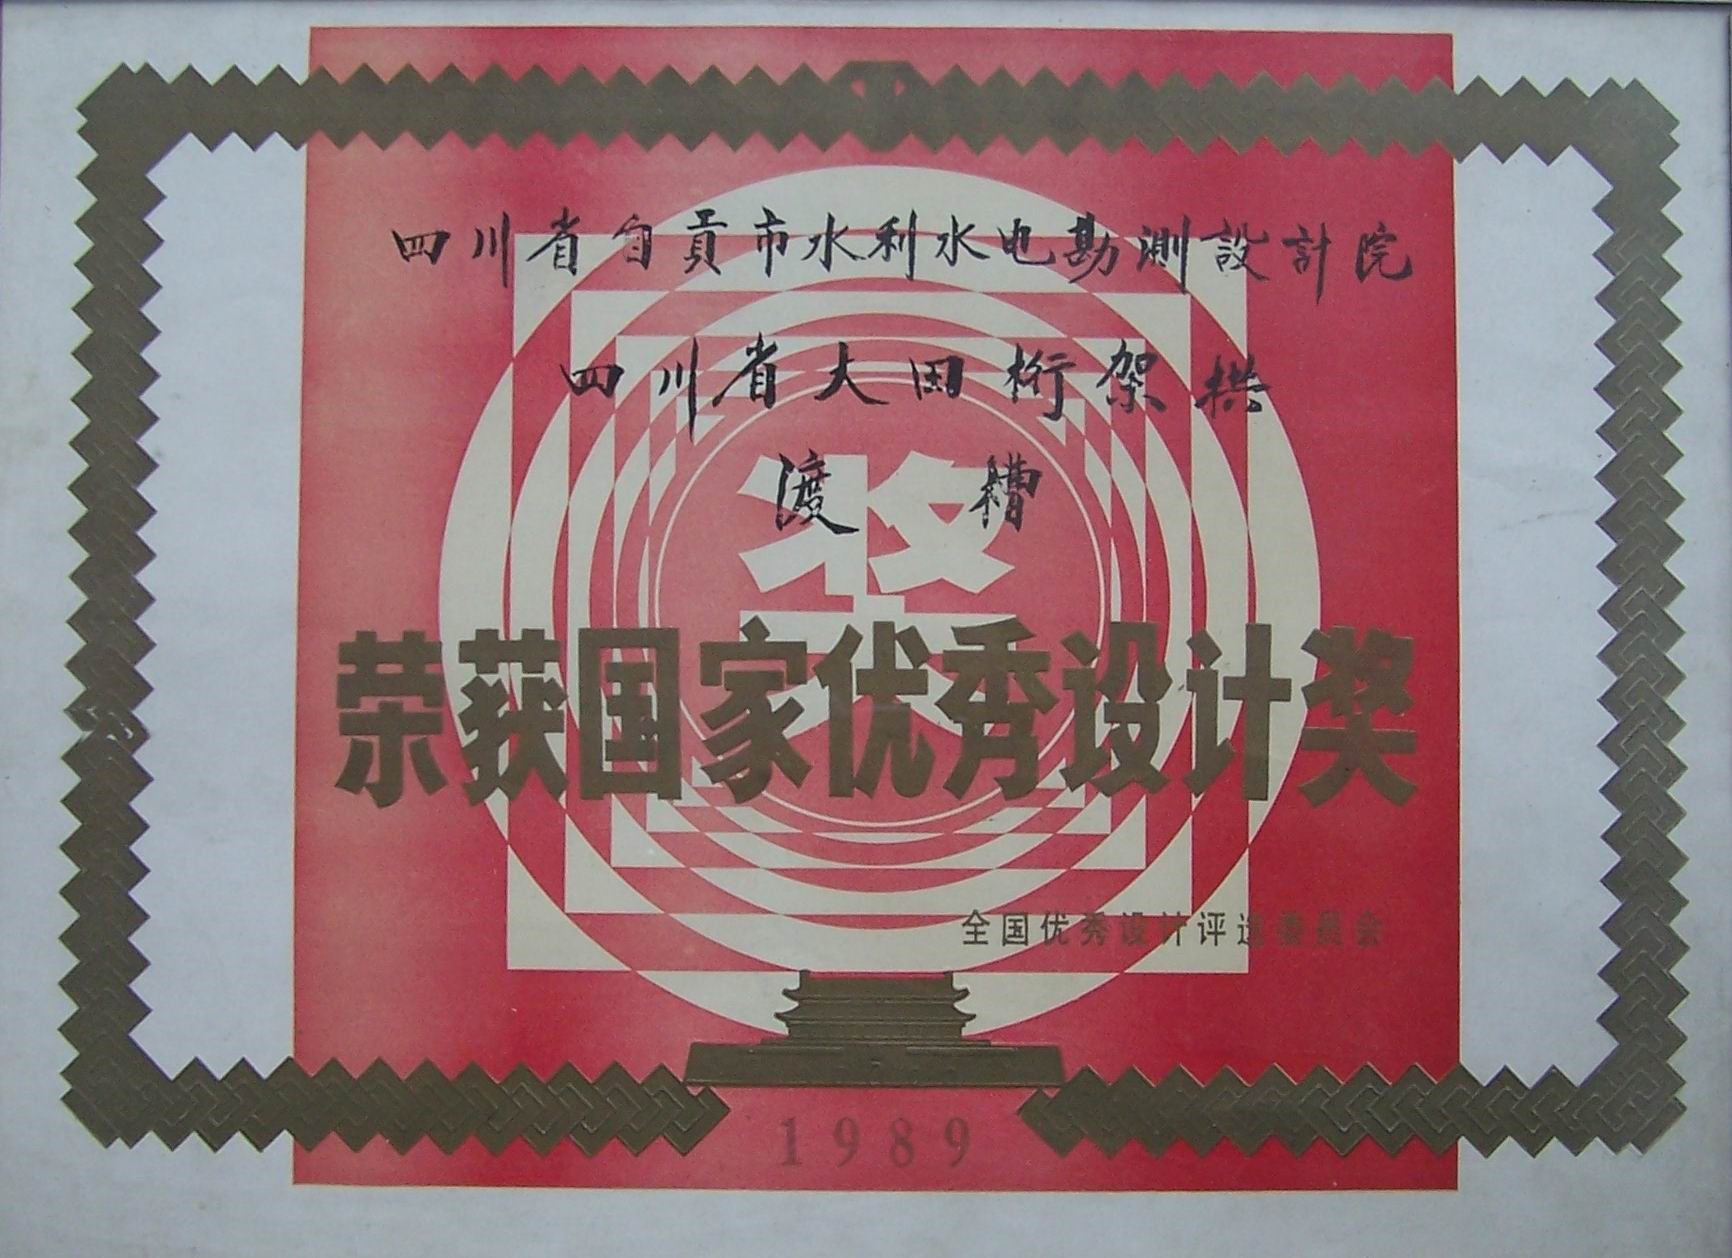 四川省自贡市水利水电勘测設計院
四川省大田桁架拱
渡槽
奖
荣获国家优秀设计奖
全国优秀设计评选委员会
1989